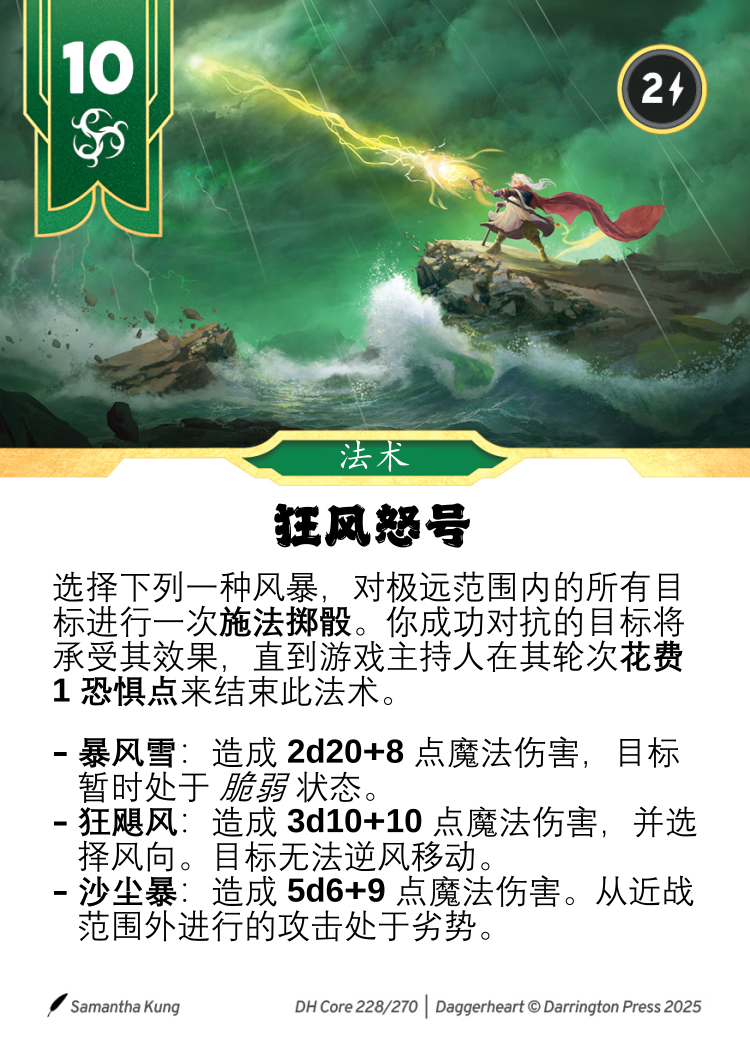 10
2
法术
狂风怒号
选择下列一种风暴，对极远范围内的所有目
标进行一次施法掷骰。你成功对抗的目标将
承受其效果，直到游戏主持人在其轮次花费
1 恐惧点来结束此法术。
– 暴风雪：造成 2d20+8 点魔法伤害，目标
暂时处于 脆弱 状态。
– 狂飓风：造成 3d10+10 点魔法伤害，并选
择风向。目标无法逆风移动。
– 沙尘暴：造成 5d6+9 点魔法伤害。从近战
范围外进行的攻击处于劣势。
Samantha Kung DH Core 228/270 | Daggerheart © Darrington Press 2025